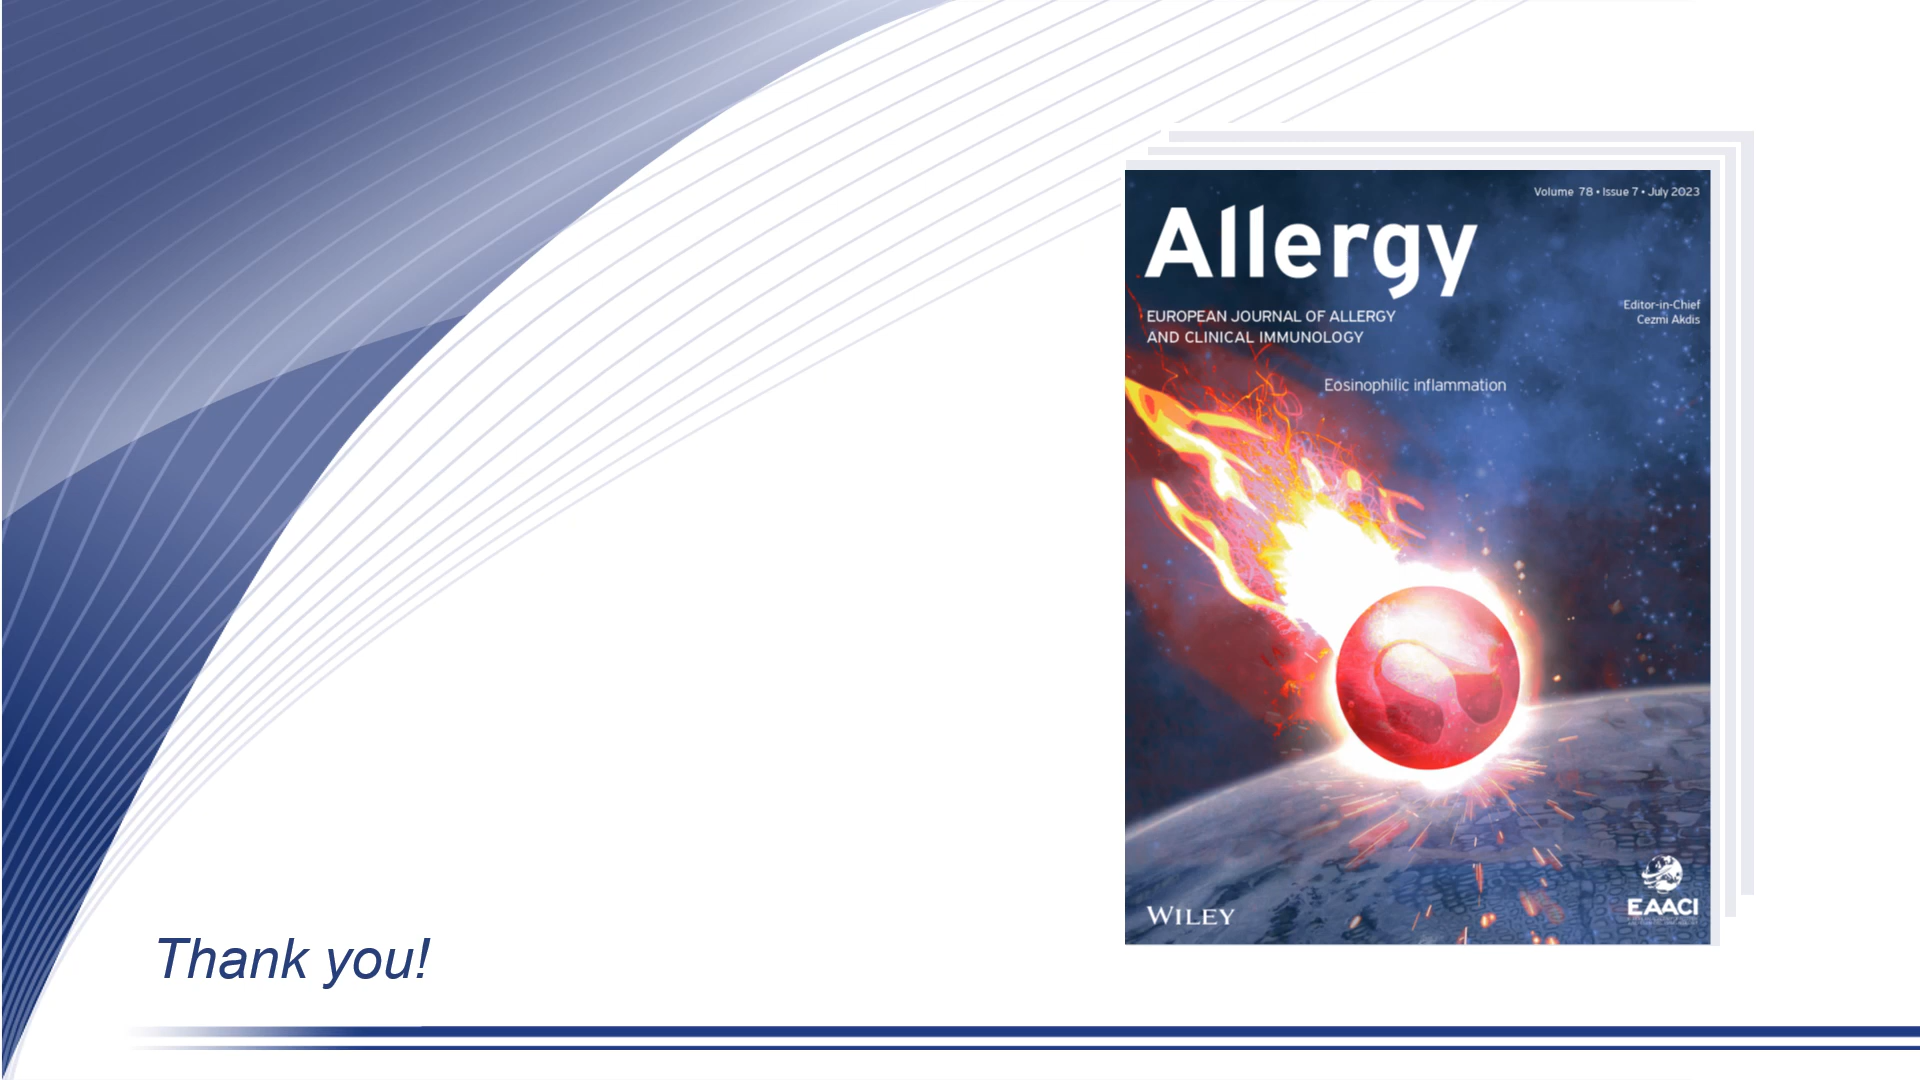 Volume 78 • Issue 7 • July 2023
Allergy
EUROPEAN JOURNAL OF ALLERGY
AND CLINICAL IMMUNOLOGY
Editor-in-Chief
Cezmi Akdis
Eosinophilic inflammation
WILEY
EAACI
Thank you!